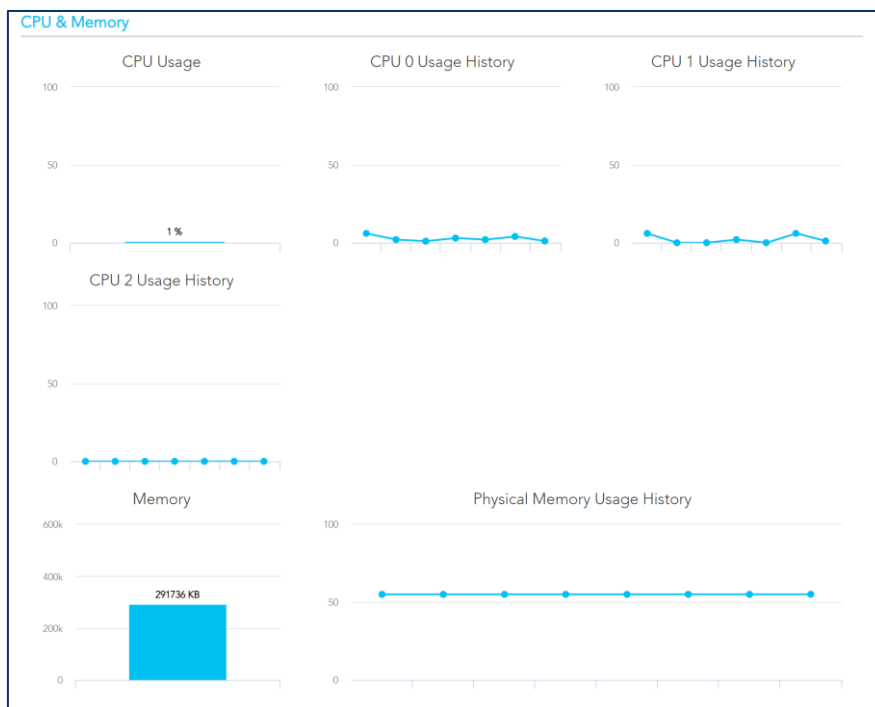 CPU & Memory
CPU Usage
100
50
0
1 %
CPU 0 Usage History
100
50
0
CPU 1 Usage History
100
50
0
CPU 2 Usage History
100
50
0
Memory
600k
400k
200k
0
291736 KB
Physical Memory Usage History
100
50
0